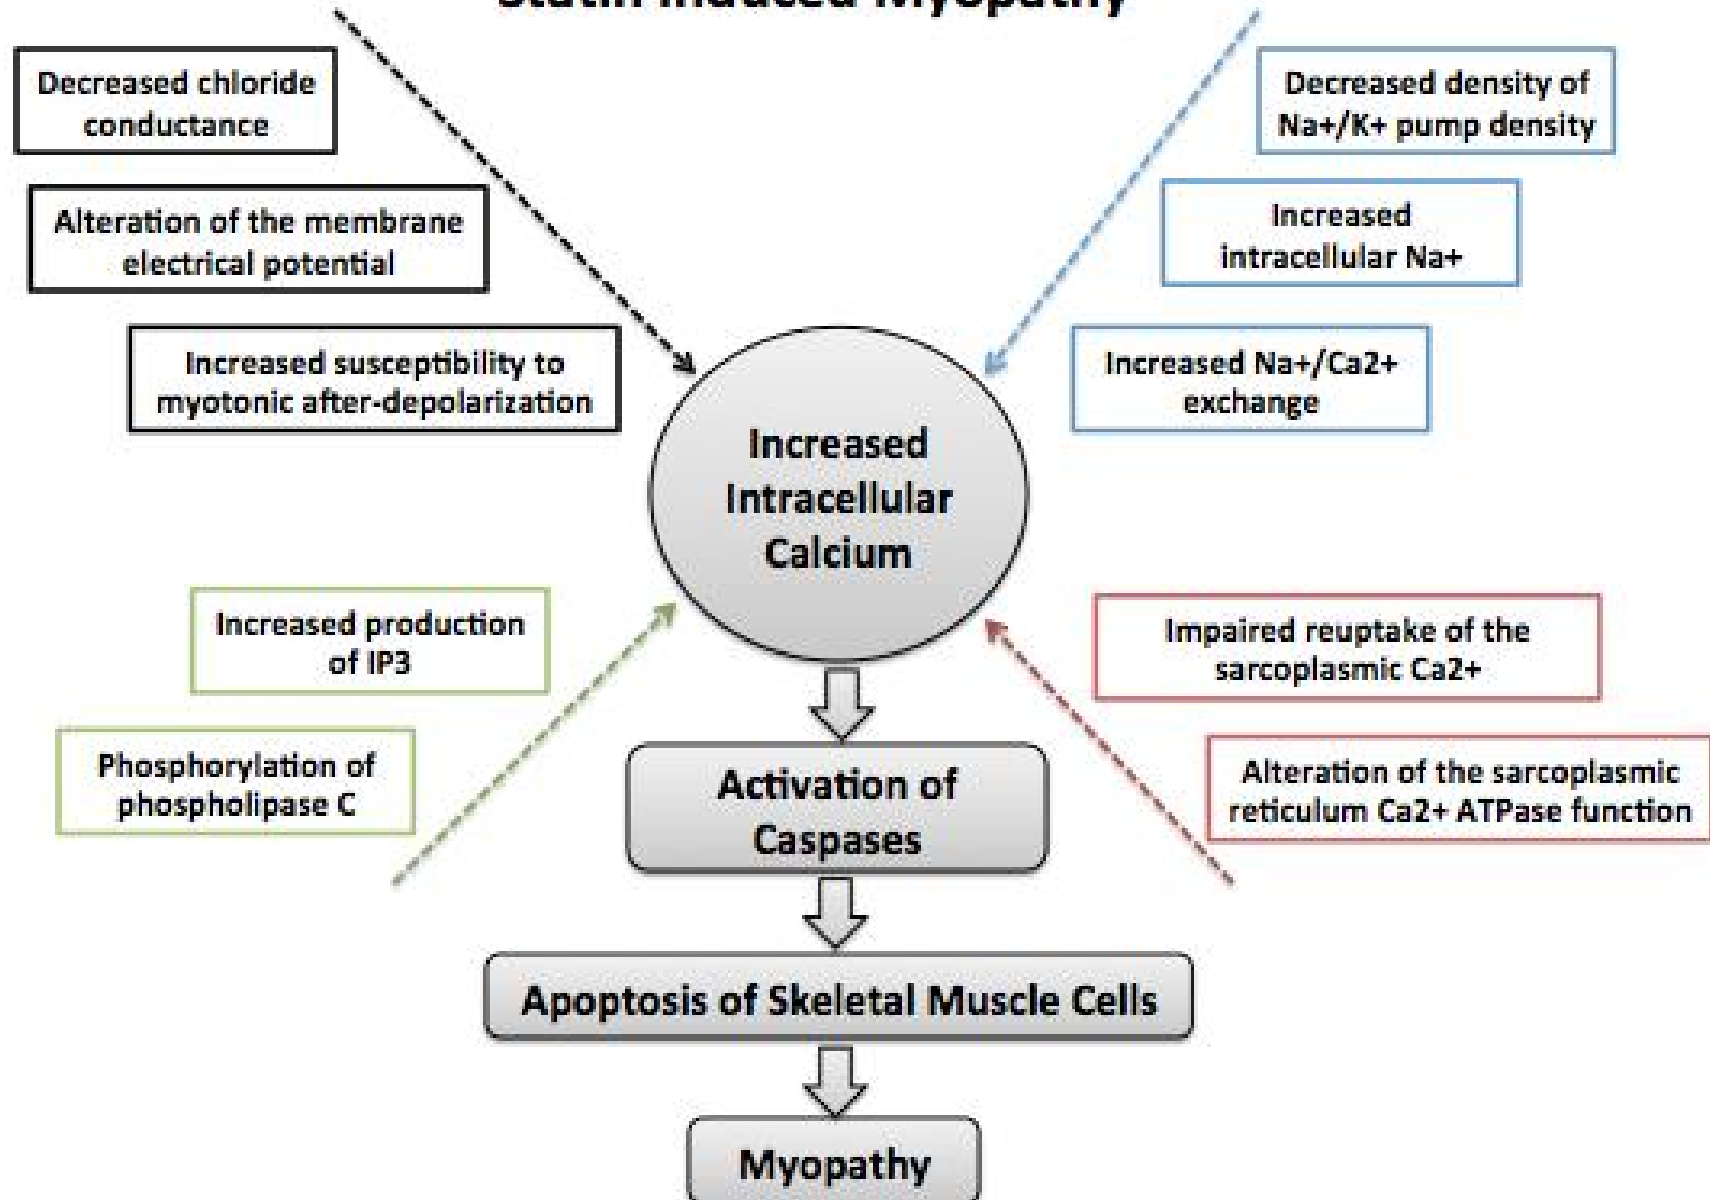 Statin Induced Myopathy
Decreased chloride
conductance
Decreased density of
Na+/K+ pump density
Alteration of the membrane
electrical potential
Increased
intracellular Na+
Increased susceptibility to
myotonic after-depolarization
Increased Na+/Ca2+
exchange
Increased
Intracellular
Calcium
Increased production
of IP3
Impaired reuptake of the
sarcoplasmic Ca2+
Phosphorylation of
phospholipase C
Alteration of the sarcoplasmic
reticulum Ca2+ ATPase function
Activation of
Caspases
Apoptosis of Skeletal Muscle Cells
Myopathy